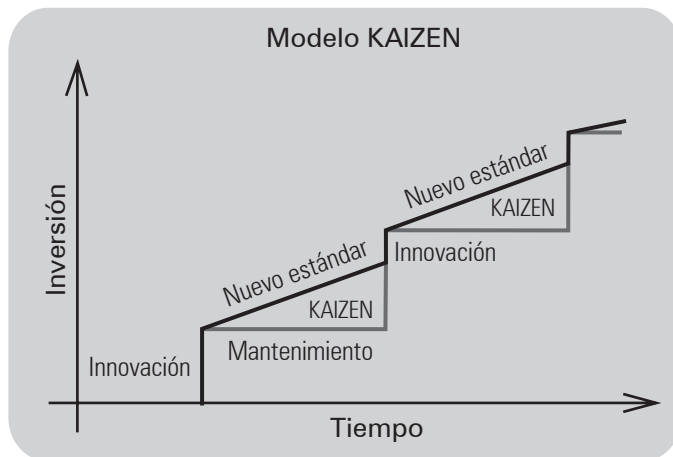 Modelo KAIZEN
Inversión
Nuevo estándar
KAIZEN
Innovación
Nuevo estándar
KAIZEN
Mantenimiento
Innovación
Tiempo